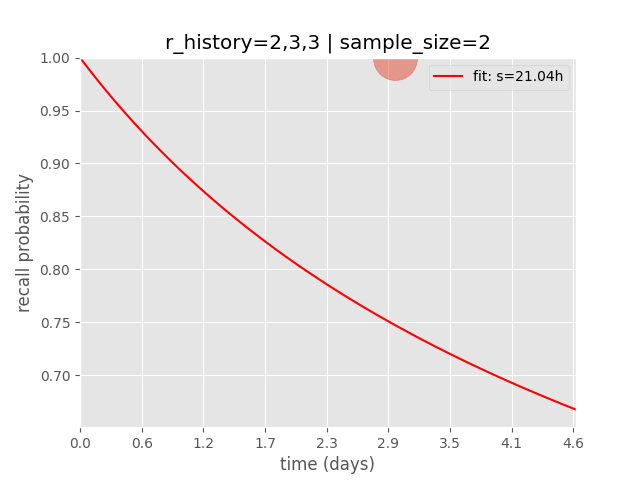 r_history=2,3,3 | sample_size=2
fit: s=21.04h
recall probability
1.00
0.95
0.90
0.85
0.80
0.75
0.70
0.0 0.6 1.2 1.7 2.3 2.9 3.5 4.1 4.6
time (days)